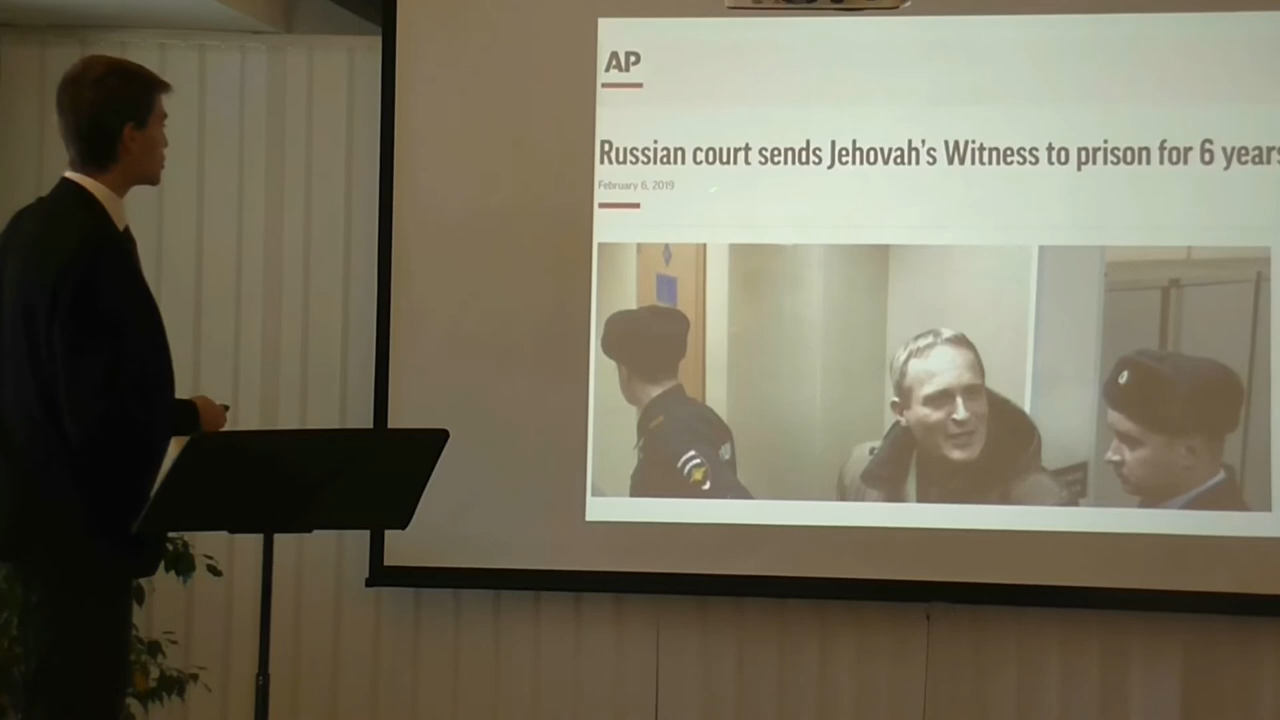 AP
Russian court sends Jehovah's Witness to prison for 6 years
February 6, 2019